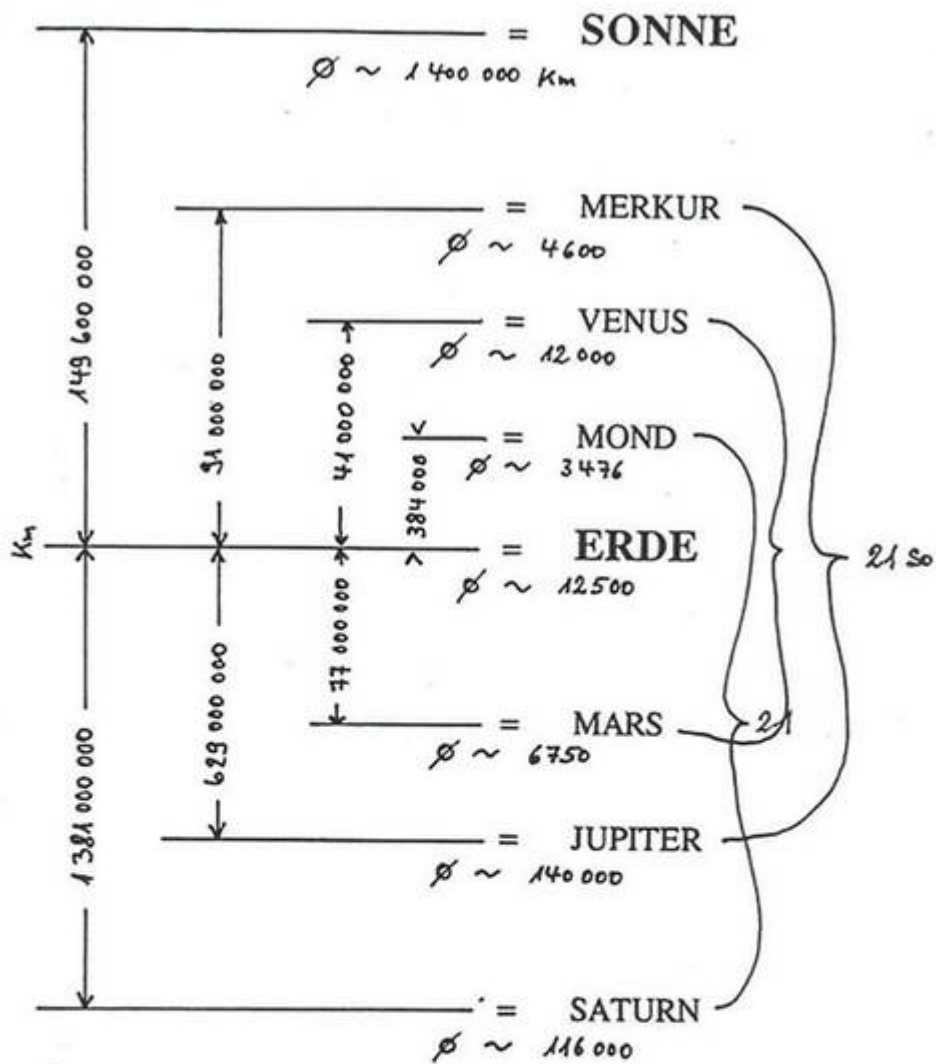 = SONNE
Ø ~ 1 400 000 Km
= MERKUR
Ø ~ 4600
= VENUS
Ø ~ 12 000
= MOND
Ø ~ 3476
Km
= ERDE
Ø ~ 12500
= MARS
Ø ~ 6750
= JUPITER
Ø ~ 140 000
= SATURN
Ø ~ 116 000
149 600 000
91 000 000
41 000 000
384 000
1 381 000 000
629 000 000
77 000 000
21